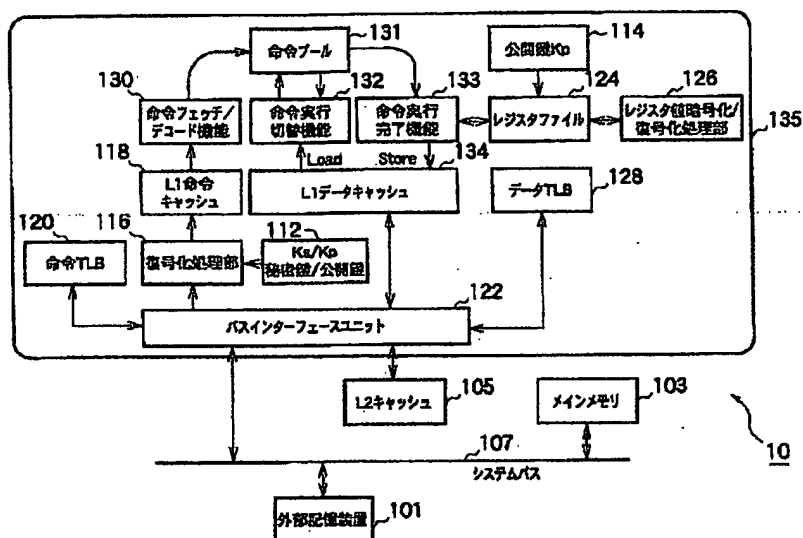 131
命令プール
公開鍵Kp
114
130
132
133
124
126
命令フェッチ/
デコード機能
命令実行
切替機能
命令実行
完了機能
レジスタファイル
レジスタ値暗号化/
復号化処理部
135
118
Load
Store
134
L1命令
キャッシュ
L1データキャッシュ
データTLB
128
120
116
112
命令TLB
復号化処理部
Ks/Kp
秘密鍵/公開鍵
122
バスインターフェースユニット
L2キャッシュ
105
メインメモリ
103
107
システムバス
10
外部記憶装置
101